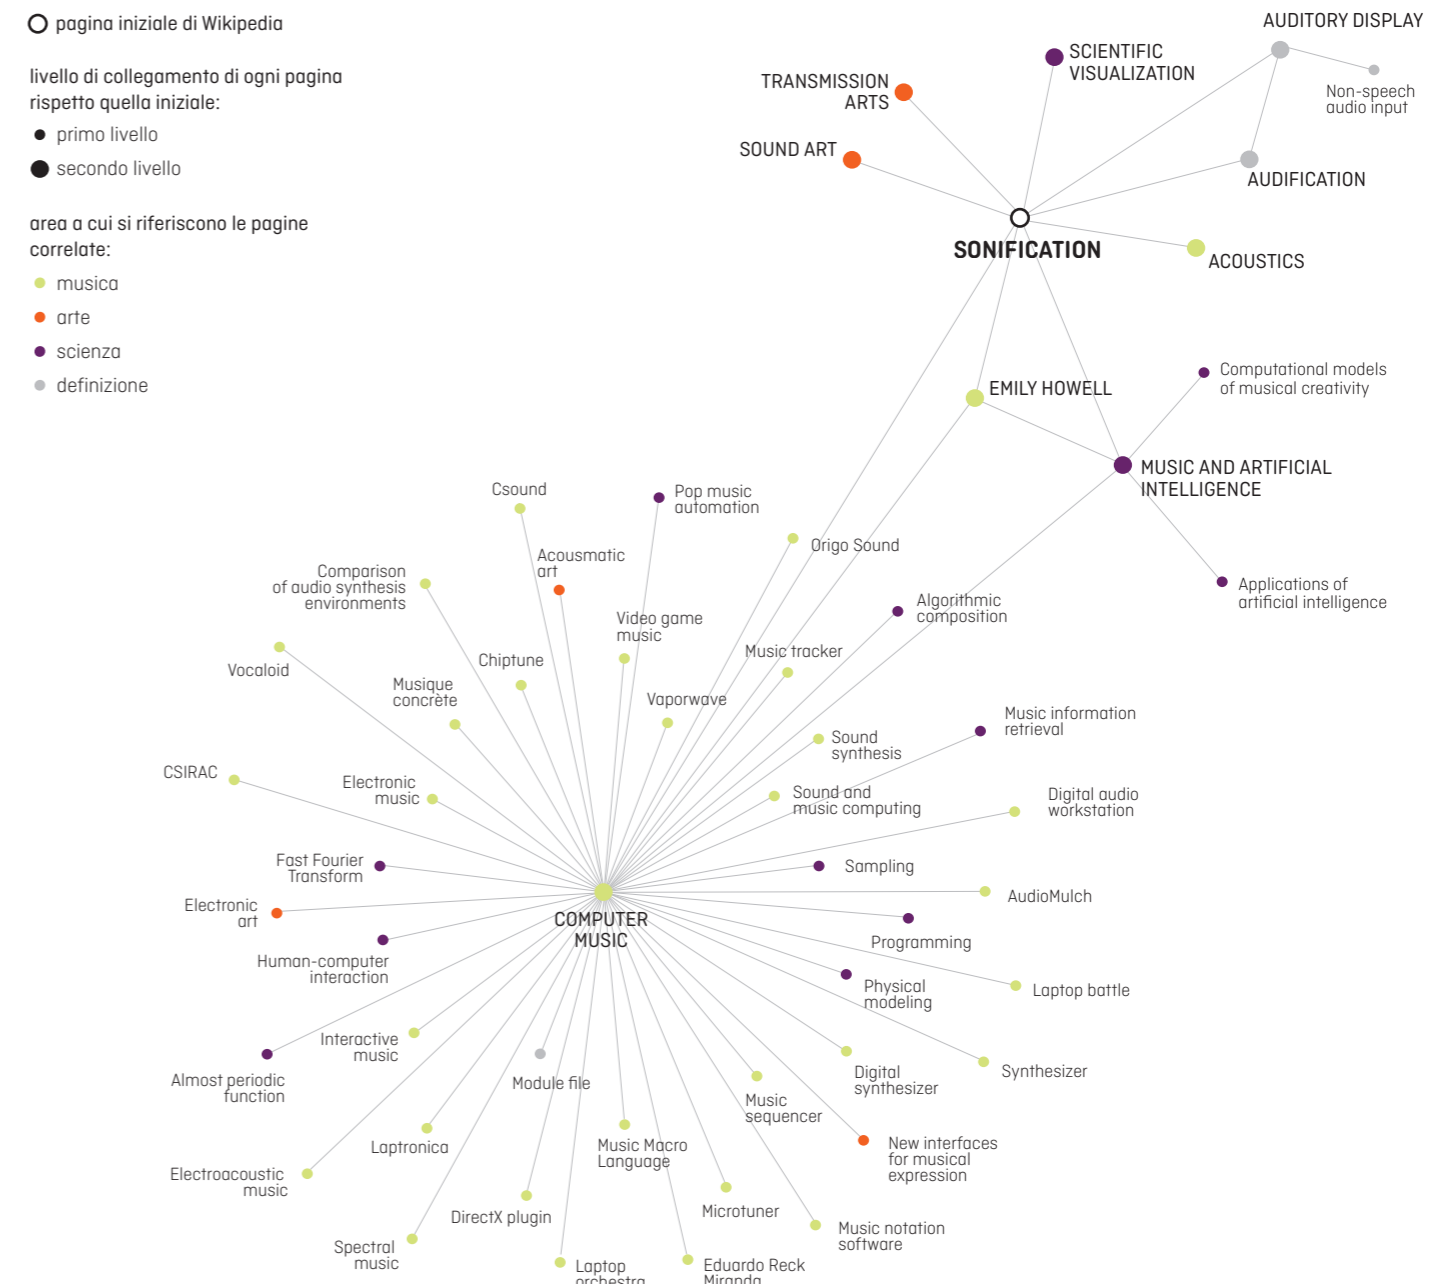 pagina iniziale di Wikipedia
livello di collegamento di ogni pagina
rispetto quella iniziale:
primo livello
secondo livello
area a cui si riferiscono le pagine
correlate:
musica
arte
scienza
definizione
AUDITORY DISPLAY
SCIENTIFIC
VISUALIZATION
TRANSMISSION
ARTS
Non-speech
audio input
SOUND ART
AUDIFICATION
SONIFICATION
ACOUSTICS
EMILY HOWELL
Computational models
of musical creativity
MUSIC AND ARTIFICIAL
INTELLIGENCE
Applications of
artificial intelligence
Csound
Pop music
automation
Origo Sound
Acousmatic
art
Comparison
of audio synthesis
environments
Algorithmic
composition
Video game
music
Music tracker
Chiptune
Vocaloid
Musique
concrète
Vaporwave
Music information
retrieval
Sound
synthesis
CSIRAC
Electronic
music
Sound and
music computing
Digital audio
workstation
Fast Fourier
Transform
Sampling
Electronic
art
AudioMulch
COMPUTER
MUSIC
Programming
Human-computer
interaction
Physical
modeling
Laptop battle
Interactive
music
Almost periodic
function
Module file
Digital
synthesizer
Synthesizer
Music
sequencer
Laptronica
Music Macro
Language
New interfaces
for musical
expression
Electroacoustic
music
DirectX plugin
Microtuner
Music notation
software
Spectral
music
Laptop
orchestra
Eduardo Reck
Miranda